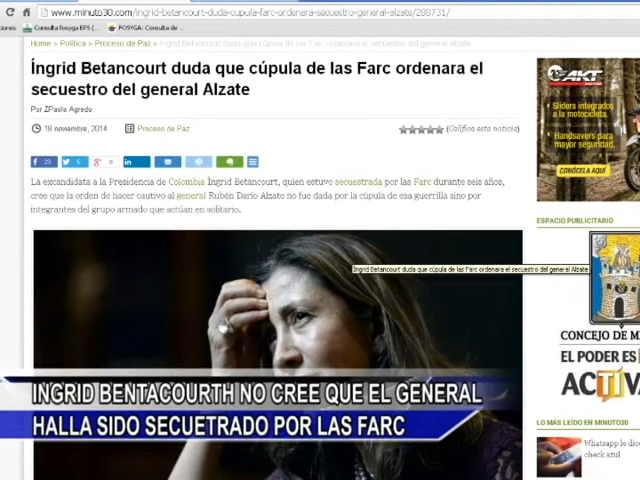 www.minuto30.com/ingrid-betancourt-duda-cupula-farc-ordenara-secuestro-general-alzate/288731/
ciones
Consulta fosyga EPS (...
FOSYGA: Consulta de ...
Home » Política » Proceso de Paz » Íngrid Betancourt duda que cúpula de las Farc ordenara el secuestro del general Alzate
Íngrid Betancourt duda que cúpula de las Farc ordenara el
secuestro del general Alzate
Por ZPaula Agredo
18 noviembre, 2014
Proceso de Paz
(Califica esta noticia)
23
5
0
La excandidata a la Presidencia de Colombia Íngrid Betancourt, quien estuvo secuestrada por las Farc durante seis años,
cree que la orden de hacer cautivo al general Rubén Darío Alzate no fue dada por la cúpula de esa guerrilla sino por
integrantes del grupo armado que actúan en solitario.
Íngrid Betancourt duda que cúpula de las Farc ordenara el secuestro del general Alzate
INGRID BENTACOURTH NO CREE QUE EL GENERAL
HALLA SIDO SECUETRADO POR LAS FARC
AKT
Sliders integrados
a la motocicleta.
Handsavers para
mayor seguridad.
CONÓCELA AQUÍ
ESPACIO PUBLICITARIO
CONCEJO DE M
EL PODER ES
ACTIVA
LO MÁS LEÍDO EN MINUTO30
Whatsapp le dio
check azul